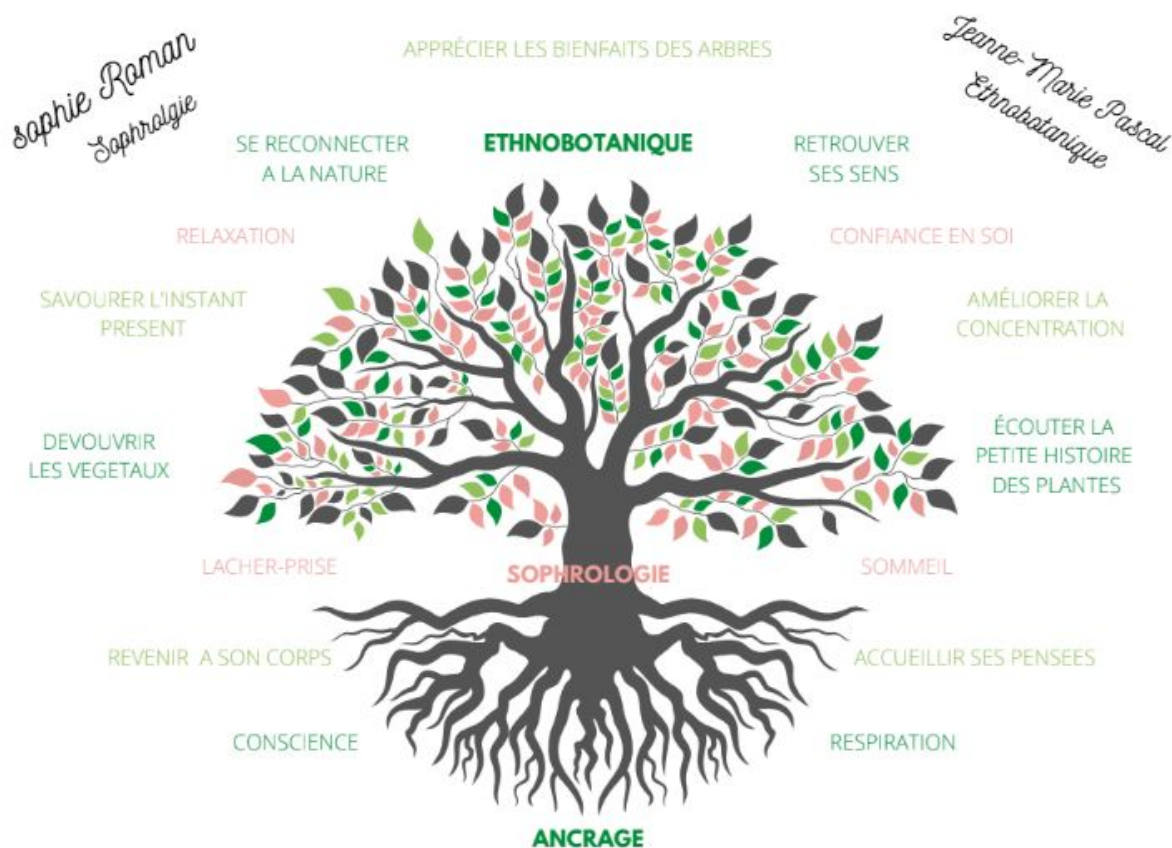 sophie Roman
Sophrolgie
APPRÉCIER LES BIENFAITS DES ARBRES
Jeanne-Marie Pascal
Ethnobotanique
SE RECONNECTER
A LA NATURE
ETHNOBOTANIQUE
RETROUVER
SES SENS
RELAXATION
CONFIANCE EN SOI
SAVOURER L'INSTANT
PRESENT
AMÉLIORER LA
CONCENTRATION
DEVOUVRIR
LES VEGETAUX
ÉCOUTER LA
PETITE HISTOIRE
DES PLANTES
LACHER-PRISE
SOPHROLOGIE
SOMMEIL
REVENIR A SON CORPS
ACCUEILLIR SES PENSEES
CONSCIENCE
RESPIRATION
ANCRAGE